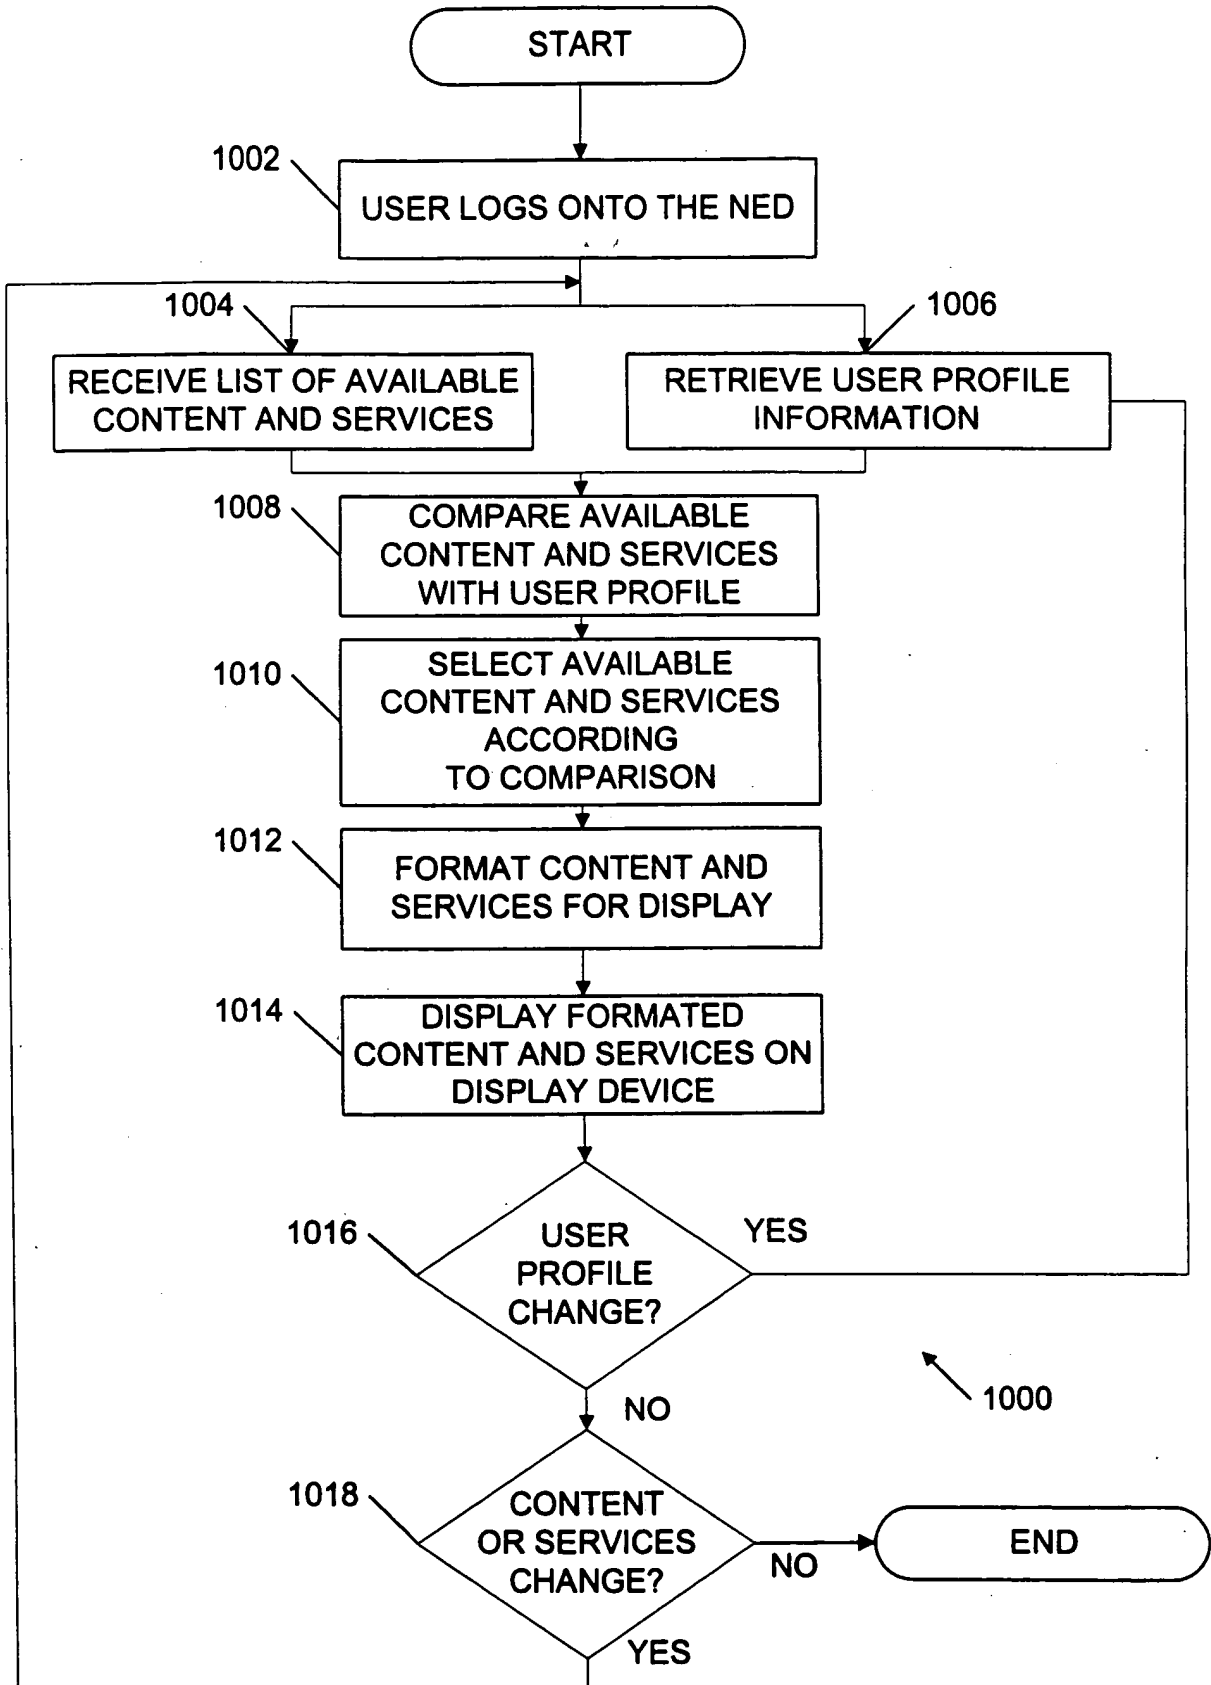 START
1002
USER LOGS ONTO THE NED
1004
1006
RECEIVE LIST OF AVAILABLE
CONTENT AND SERVICES
RETRIEVE USER PROFILE
INFORMATION
1008
COMPARE AVAILABLE
CONTENT AND SERVICES
WITH USER PROFILE
1010
SELECT AVAILABLE
CONTENT AND SERVICES
ACCORDING
TO COMPARISON
1012
FORMAT CONTENT AND
SERVICES FOR DISPLAY
1014
DISPLAY FORMATED
CONTENT AND SERVICES ON
DISPLAY DEVICE
1016
USER
PROFILE
CHANGE?
YES
1000
NO
1018
CONTENT
OR SERVICES
CHANGE?
NO
END
YES